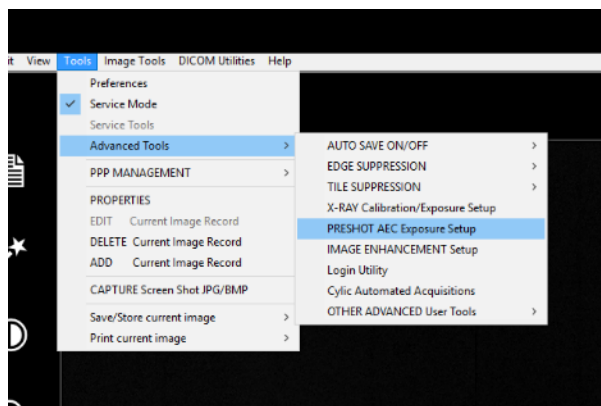 it View Tools Image Tools DICOM Utilities Help
Preferences
Service Mode
Service Tools
Advanced Tools
PPP MANAGEMENT
PROPERTIES
EDIT Current Image Record
DELETE Current Image Record
ADD Current Image Record
CAPTURE Screen Shot JPG/BMP
Save/Store current image
Print current image
AUTO SAVE ON/OFF
EDGE SUPPRESSION
TILE SUPPRESSION
X-RAY Calibration/Exposure Setup
PRESHOT AEC Exposure Setup
IMAGE ENHANCEMENT Setup
Login Utility
Cylic Automated Acquisitions
OTHER ADVANCED User Tools